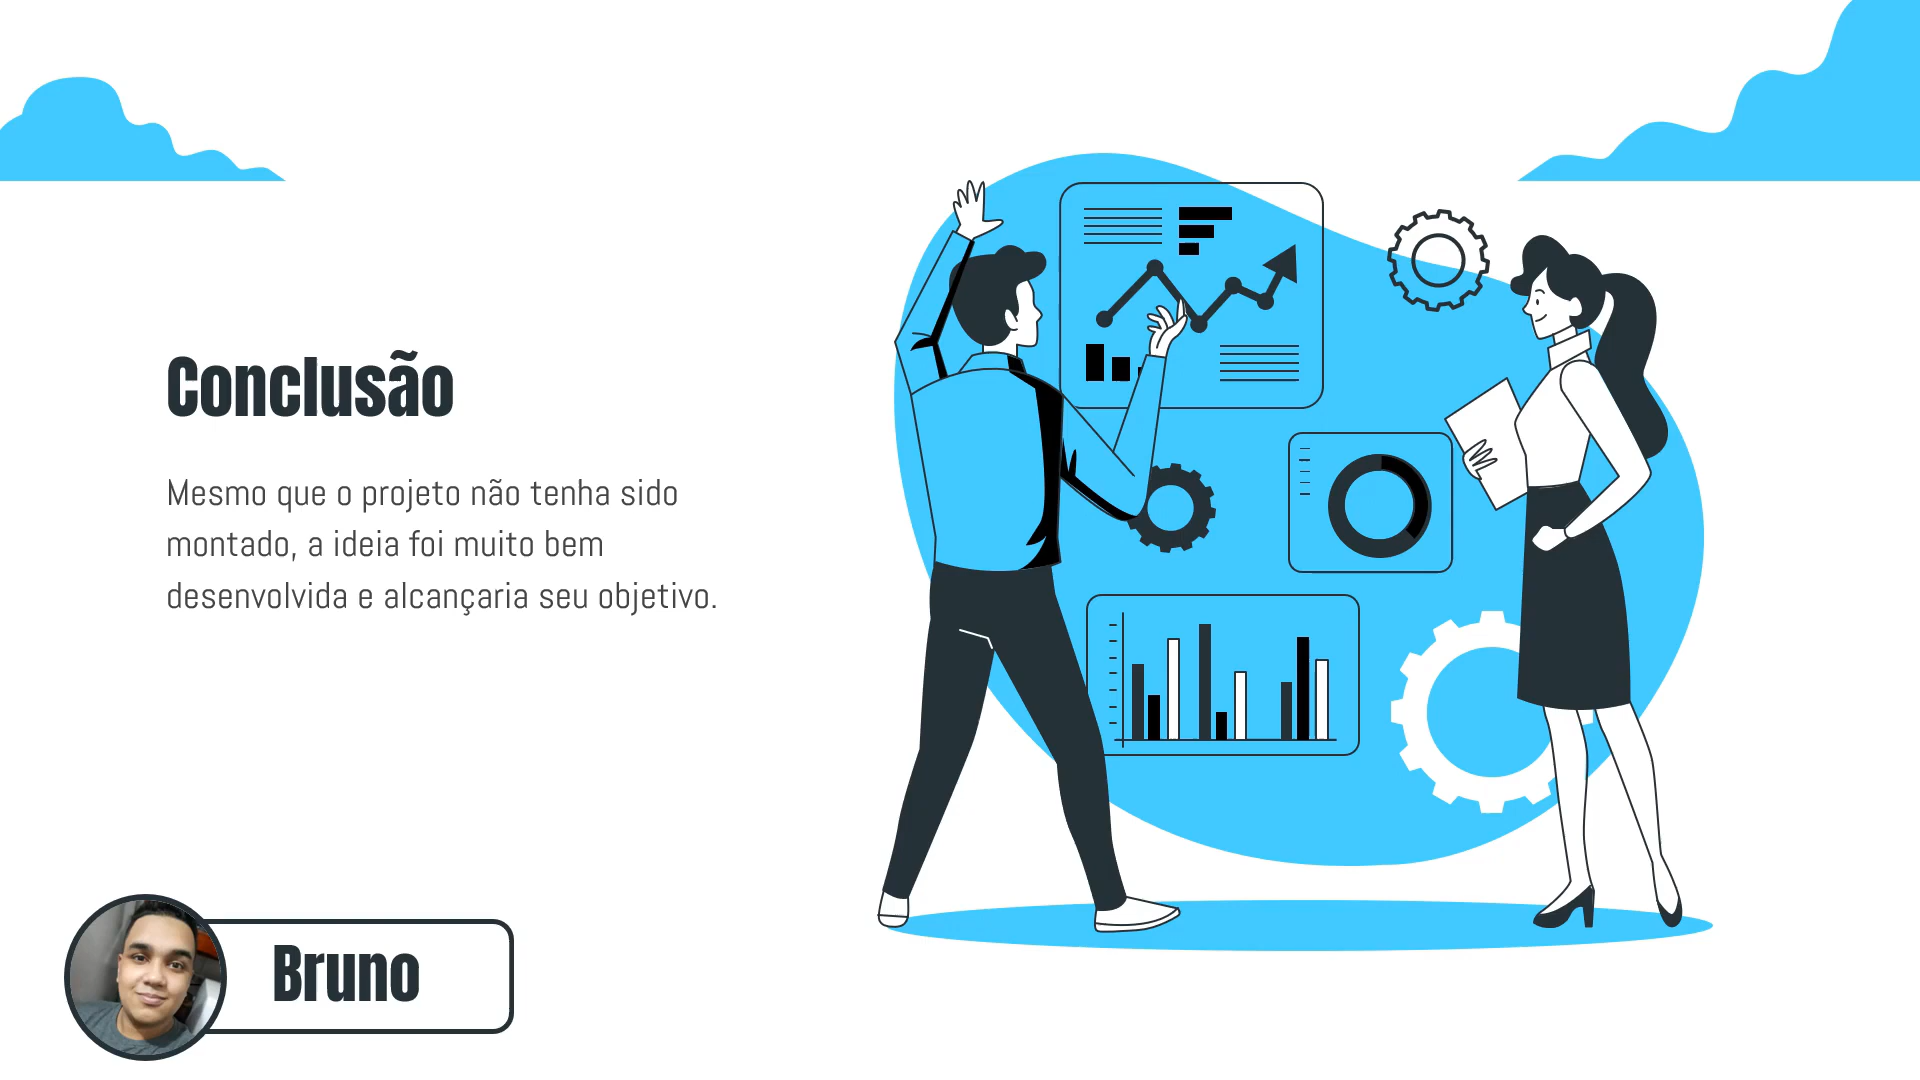 Conclusão
Mesmo que o projeto não tenha sido
montado, a ideia foi muito bem
desenvolvida e alcançaria seu objetivo.
Bruno